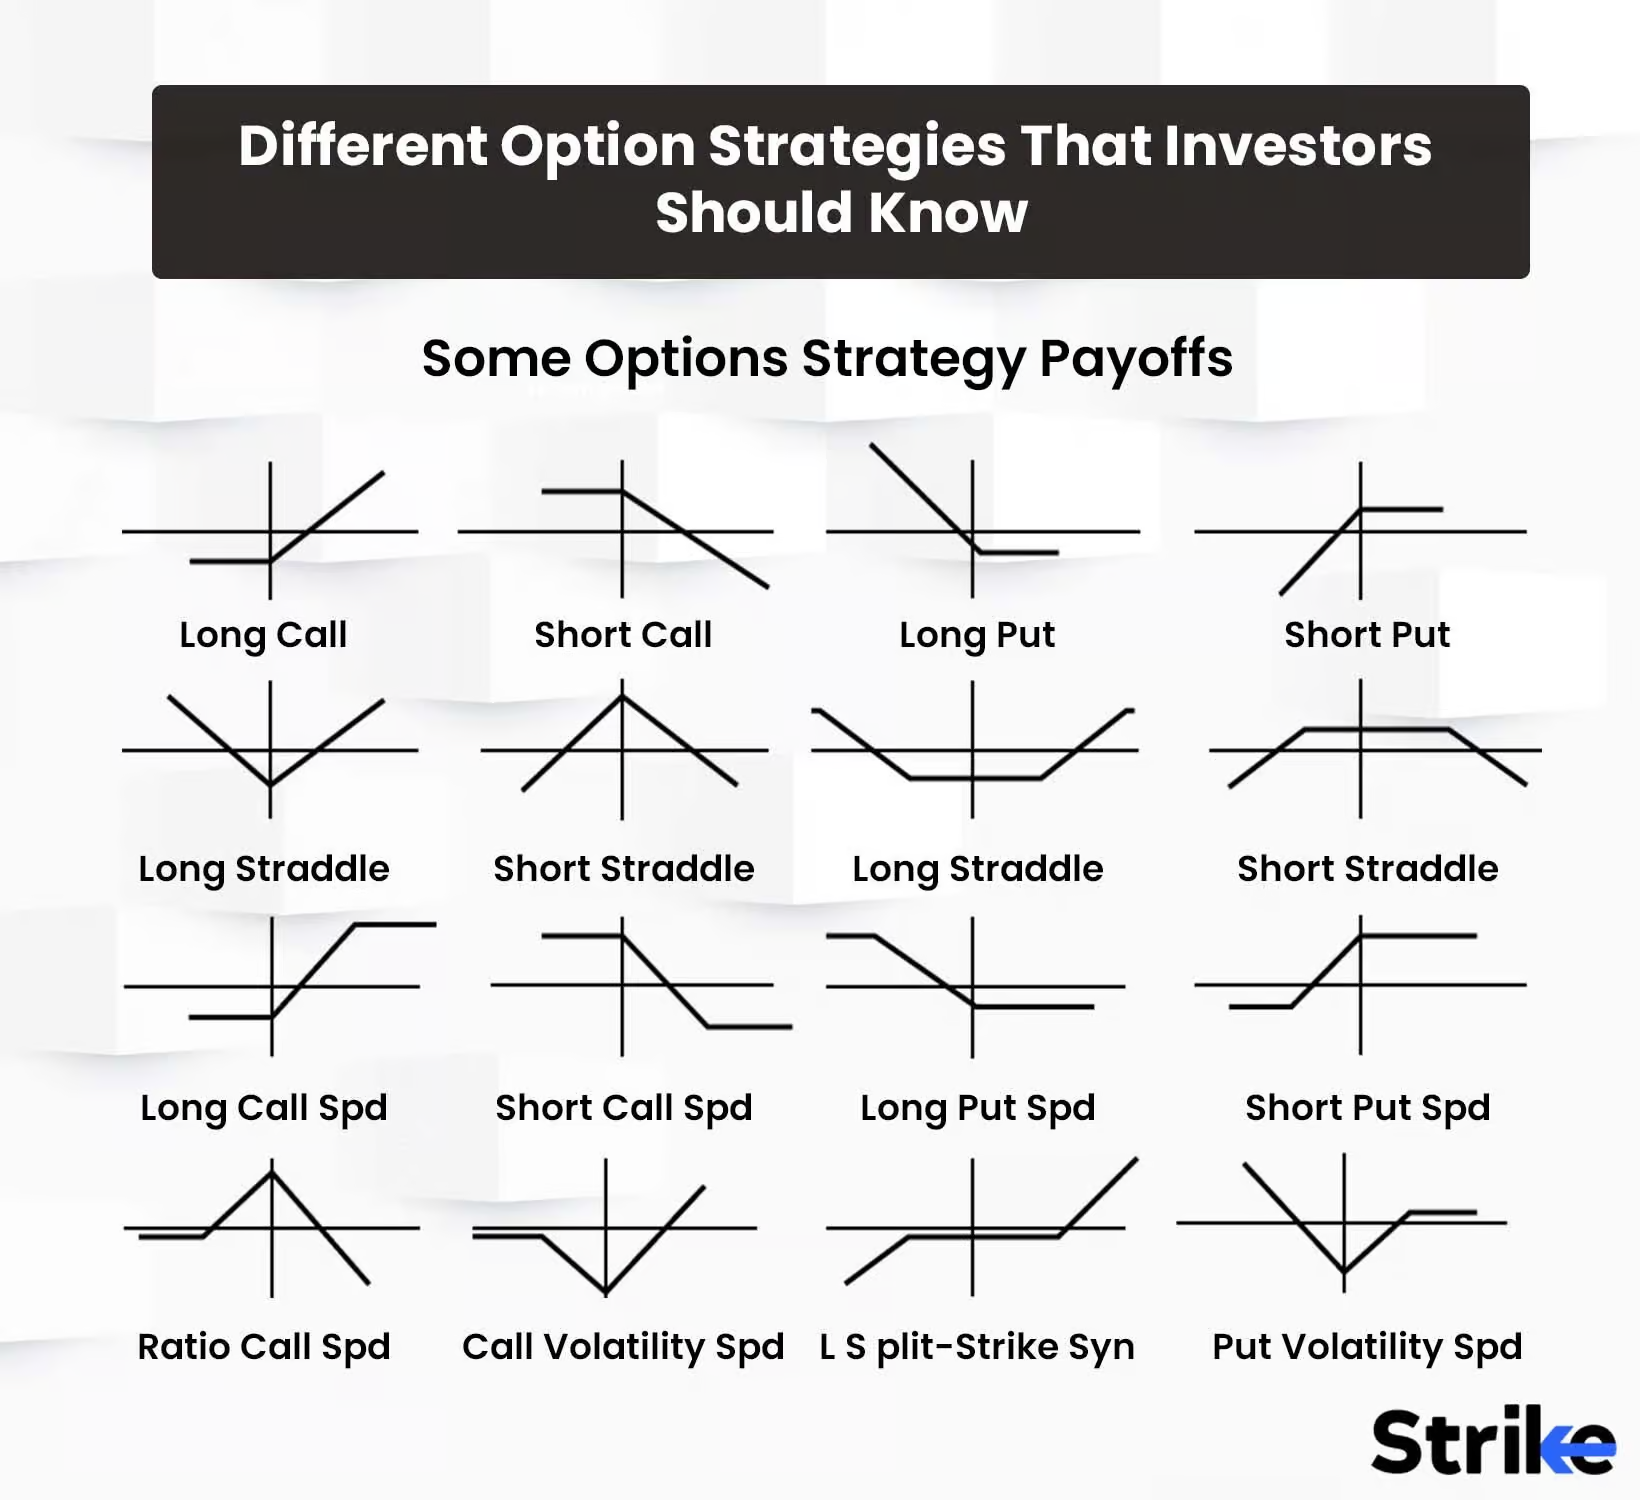 Different Option Strategies That Investors
Should Know
Some Options Strategy Payoffs
Long Call
Short Call
Long Put
Short Put
Long Straddle
Short Straddle
Long Straddle
Short Straddle
Long Call Spd
Short Call Spd
Long Put Spd
Short Put Spd
Ratio Call Spd
Call Volatility Spd
L S plit-Strike Syn
Put Volatility Spd
Strike